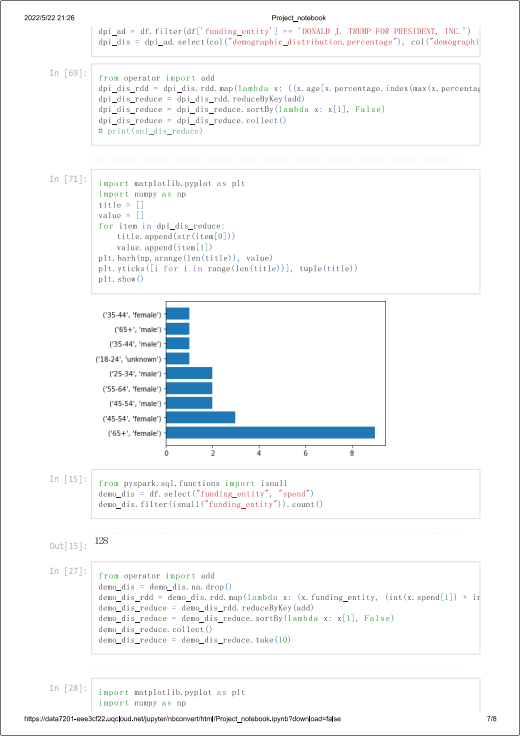 2022/5/22 21:26
Project_notebook
dpi_ad = df.filter(df['funding_entity'] == 'DONALD J. TRUMP FOR PRESIDENT, INC.')
dpi_dis = dpi_ad.select(col("demographic_distribution.percentage"), col("demographi
In [69]:
from operator import add
dpi_dis_rdd = dpi_dis.rdd.map(lambda x: ((x.age[x.percentage.index(max(x.percentag
dpi_dis_reduce = dpi_dis_rdd.reduceByKey(add)
dpi_dis_reduce = dpi_dis_reduce.sortBy(lambda x: x[1], False)
dpi_dis_reduce = dpi_dis_reduce.collect()
# print(sni_dis_reduce)
In [71]:
import matplotlib.pyplot as plt
import numpy as np
title = []
value = []
for item in dpi_dis_reduce:
    title.append(str(item[0]))
    value.append(item[1])
plt.barh(np.arange(len(title)), value)
plt.yticks([i for i in range(len(title))], tuple(title))
plt.show()
('35-44', 'female')
('65+', 'male')
('35-44', 'male')
('18-24', 'unknown')
('25-34', 'male')
('55-64', 'female')
('45-54', 'male')
('45-54', 'female')
('65+', 'female')
0 2 4 6 8
In [15]:
from pyspark.sql.functions import isnull
demo_dis = df.select("funding_entity", "spend")
demo_dis.filter(isnull("funding_entity")).count()
Out[15]:
128
In [27]:
from operator import add
demo_dis = demo_dis.na.drop()
demo_dis_rdd = demo_dis.rdd.map(lambda x: (x.funding_entity, (int(x.spend[1]) + in
demo_dis_reduce = demo_dis_rdd.reduceByKey(add)
demo_dis_reduce = demo_dis_reduce.sortBy(lambda x: x[1], False)
demo_dis_reduce.collect()
demo_dis_reduce = demo_dis_reduce.take(10)
In [28]:
import matplotlib.pyplot as plt
import numpy as np
https://data7201-eee3cf22.uqcloud.net/jupyter/nbconvert/html/Project_notebook.ipynb?download=false
7/8